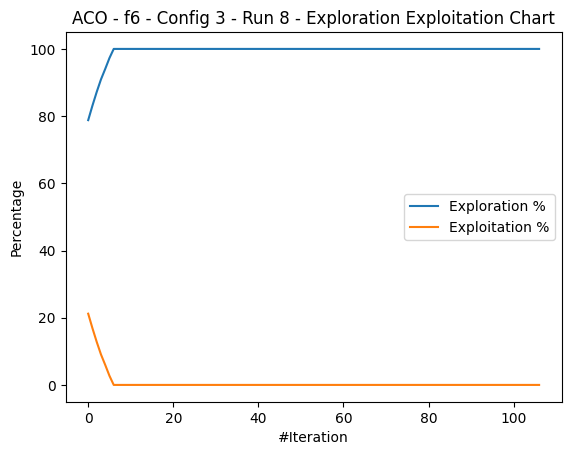 ACO - f6 - Config 3 - Run 8 - Exploration Exploitation Chart
100
80
60
40
20
0
Percentage
Exploration %
Exploitation %
0 20 40 60 80 100
#Iteration